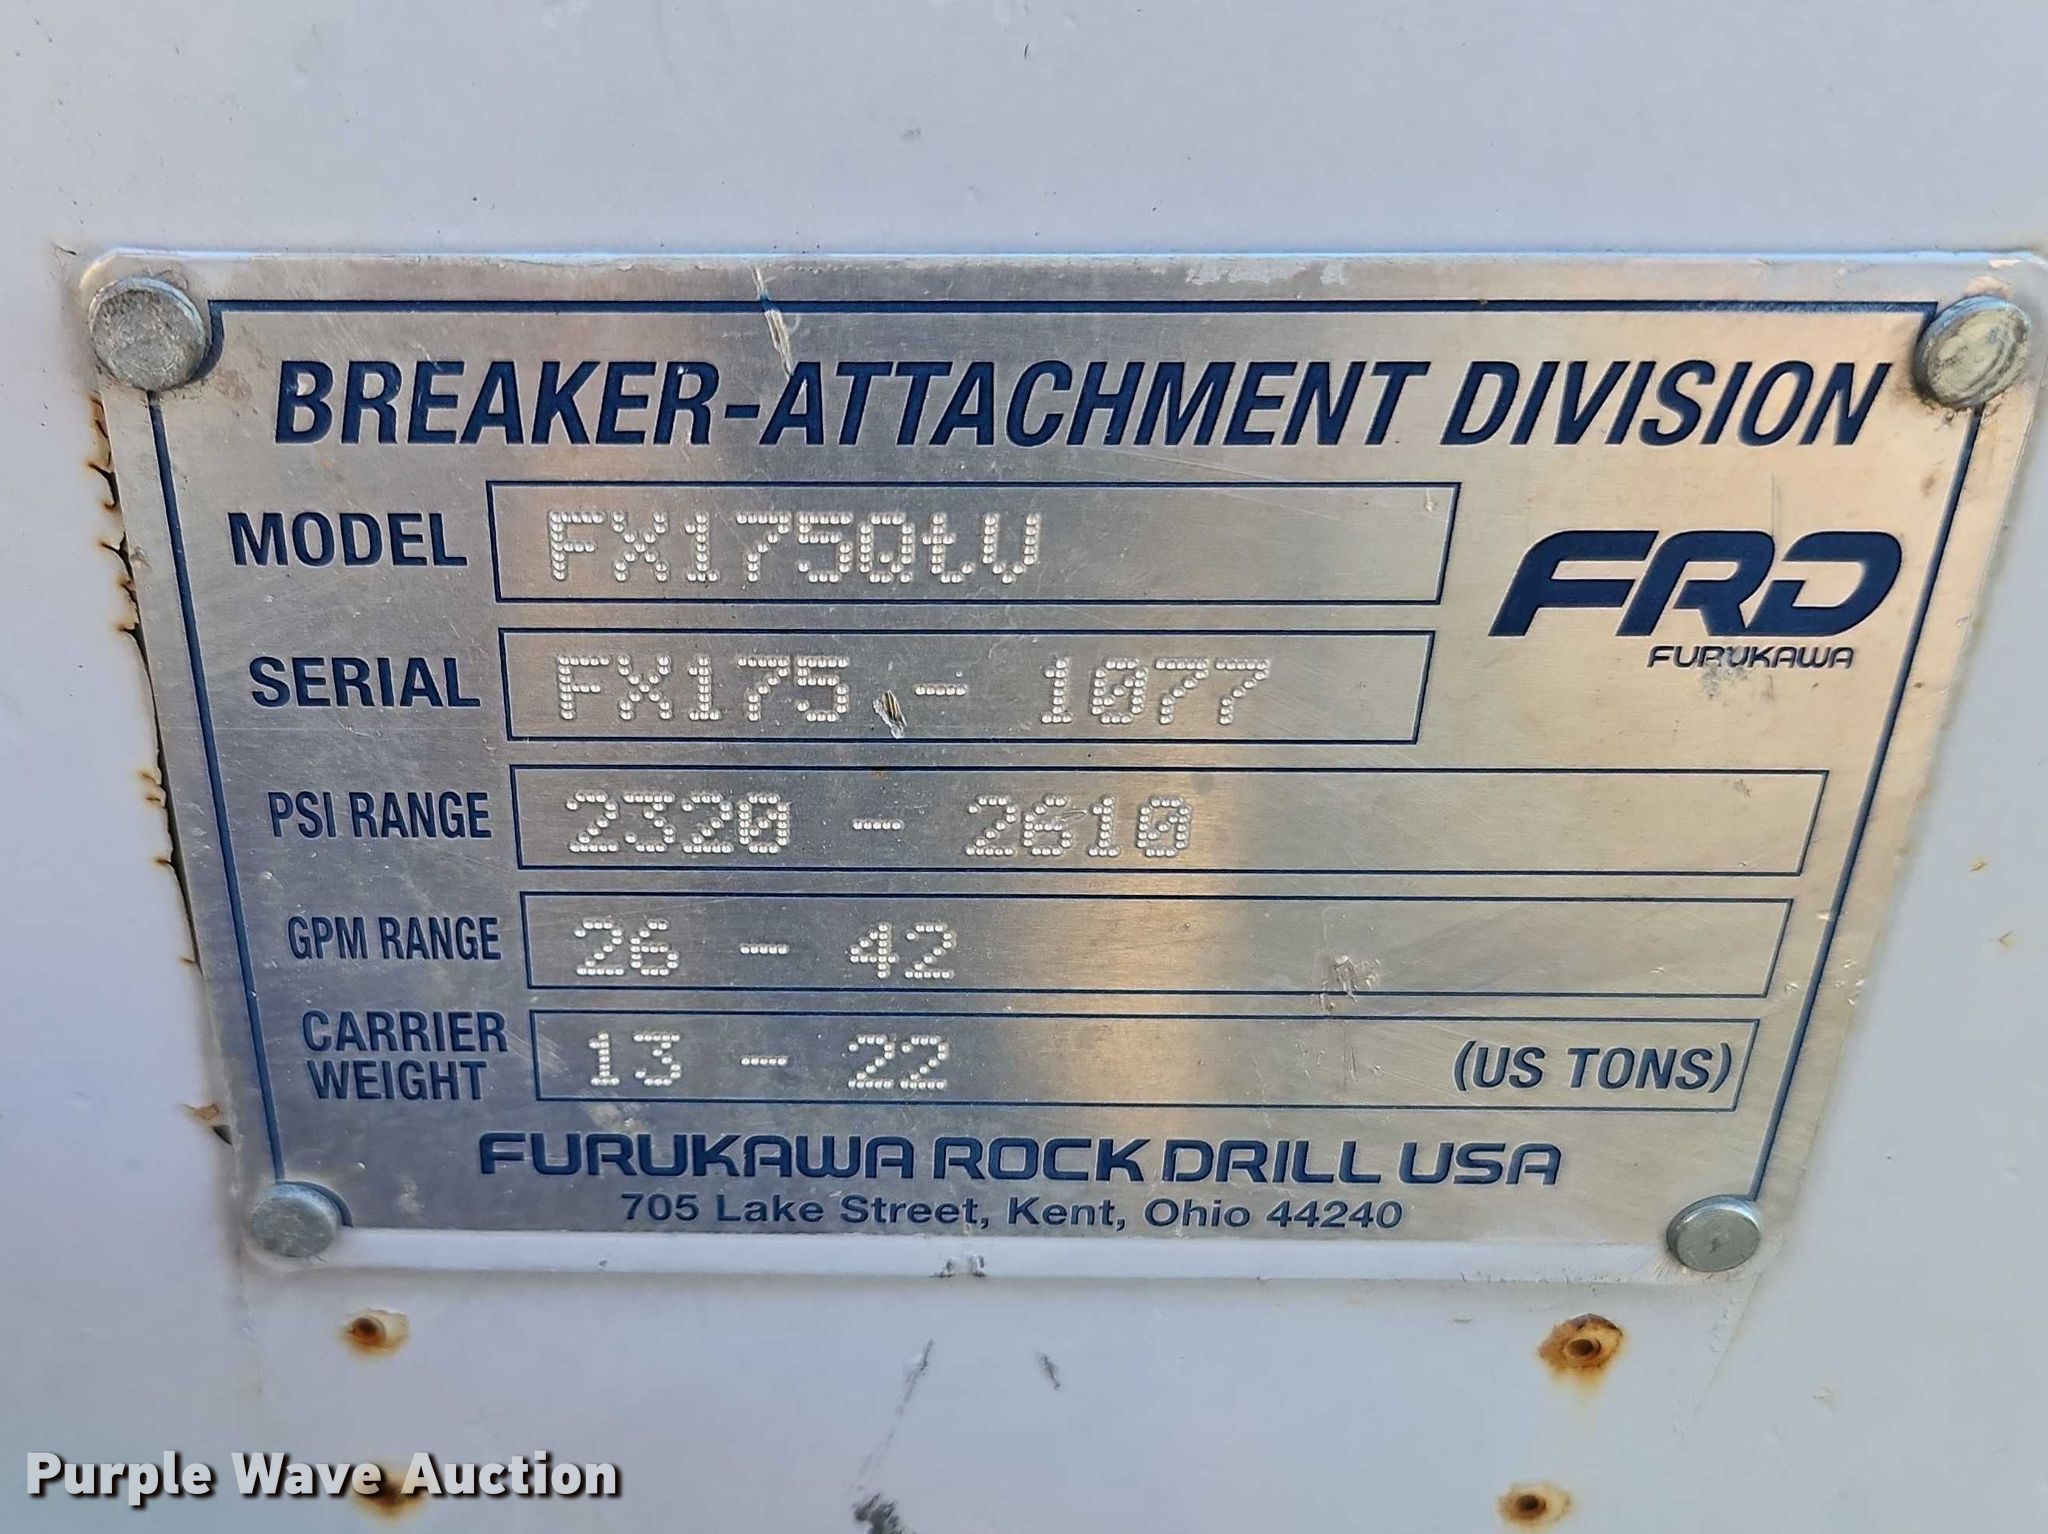 BREAKER-ATTACHMENT DIVISION
MODEL FX175QtV
FRD
FURUKAWA
SERIAL FX175 - 1077
PSI RANGE 2320 - 2610
GPM RANGE 26 - 42
CARRIER WEIGHT 13 - 22 (US TONS)
FURUKAWA ROCK DRILL USA
705 Lake Street, Kent, Ohio 44240
Purple Wave Auction